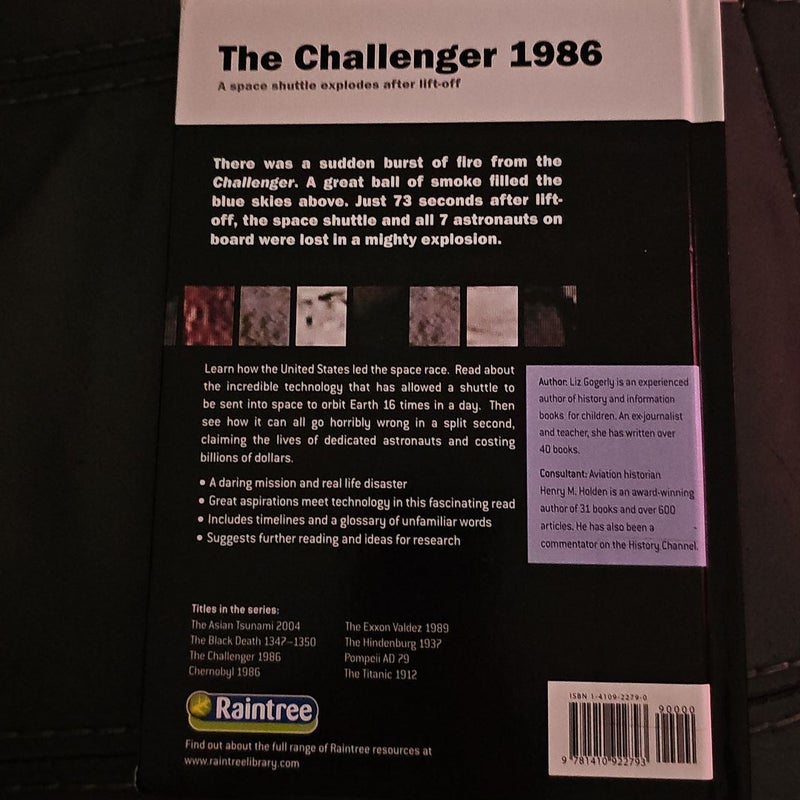 The Challenger 1986
A space shuttle explodes after lift-off
There was a sudden burst of fire from the
Challenger. A great ball of smoke filled the
blue skies above. Just 73 seconds after lift-
off, the space shuttle and all 7 astronauts on
board were lost in a mighty explosion.
Learn how the United States led the space race. Read about
the incredible technology that has allowed a shuttle to
be sent into space to orbit Earth 16 times in a day. Then
see how it can all go horribly wrong in a split second,
claiming the lives of dedicated astronauts and costing
billions of dollars.
• A daring mission and real life disaster
• Great aspirations meet technology in this fascinating read
• Includes timelines and a glossary of unfamiliar words
• Suggests further reading and ideas for research
Author: Liz Gogerly is an experienced
author of history and information
books for children. An ex-journalist
and teacher, she has written over
40 books.
Consultant: Aviation historian
Henry M. Holden is an award-winning
author of 31 books and over 600
articles. He has also been a
commentator on the History Channel.
Titles in the series:
The Asian Tsunami 2004
The Black Death 1347–1350
The Challenger 1986
Chernobyl 1986
The Exxon Valdez 1989
The Hindenburg 1937
Pompeii AD 79
The Titanic 1912
Raintree
Find out about the full range of Raintree resources at
www.raintreelibrary.com
ISBN 1-4109-2279-0
90000
9 781410 922793